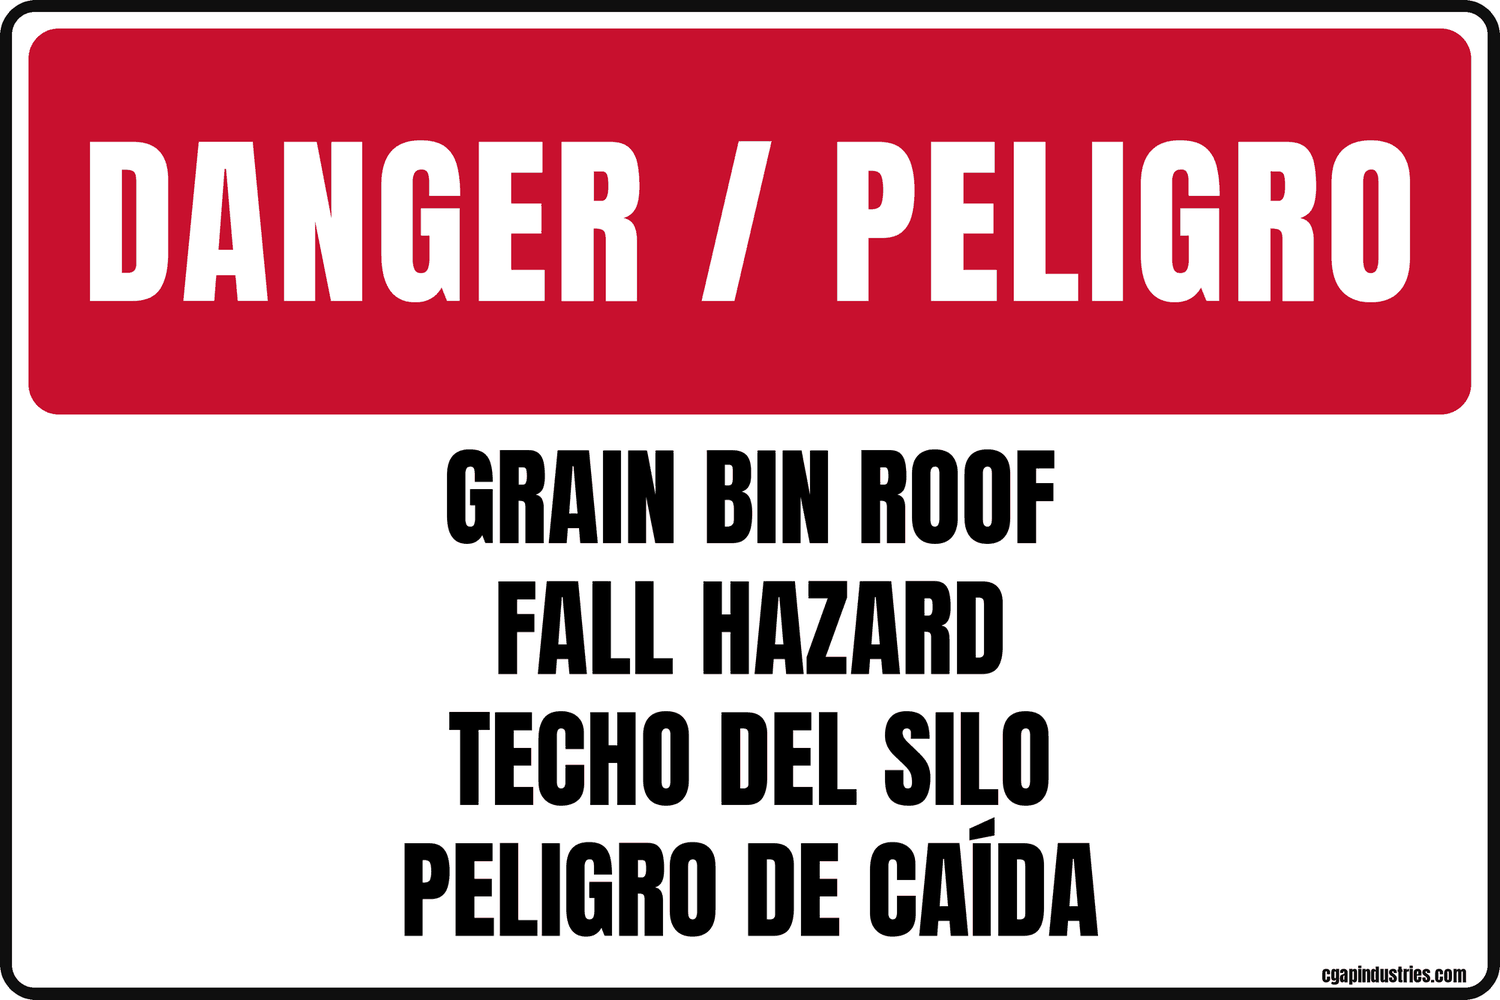 DANGER / PELIGRO
GRAIN BIN ROOF
FALL HAZARD
TECHO DEL SILO
PELIGRO DE CAÍDA
cgapindustries.com